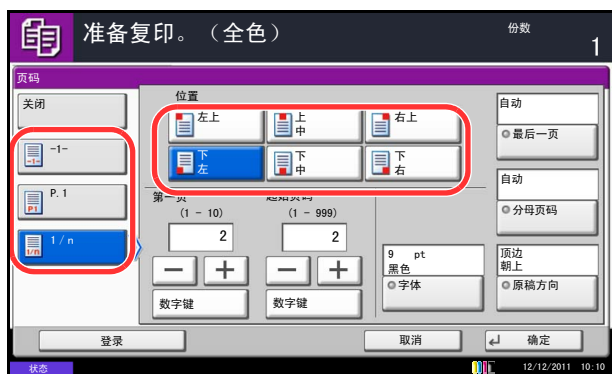 准备复印。（全色）
份数
1
页码
关闭
-1-
P.1
1/n
位置
左上
上
中
右上
下
左
下
中
下
右
第一页
(1 - 10)
2
数字键
起始页码
(1 - 999)
2
数字键
9 pt
黑色
字体
自动
最后一页
自动
分母页码
顶边
朝上
原稿方向
登录
取消
确定
状态
12/12/2011 10:10